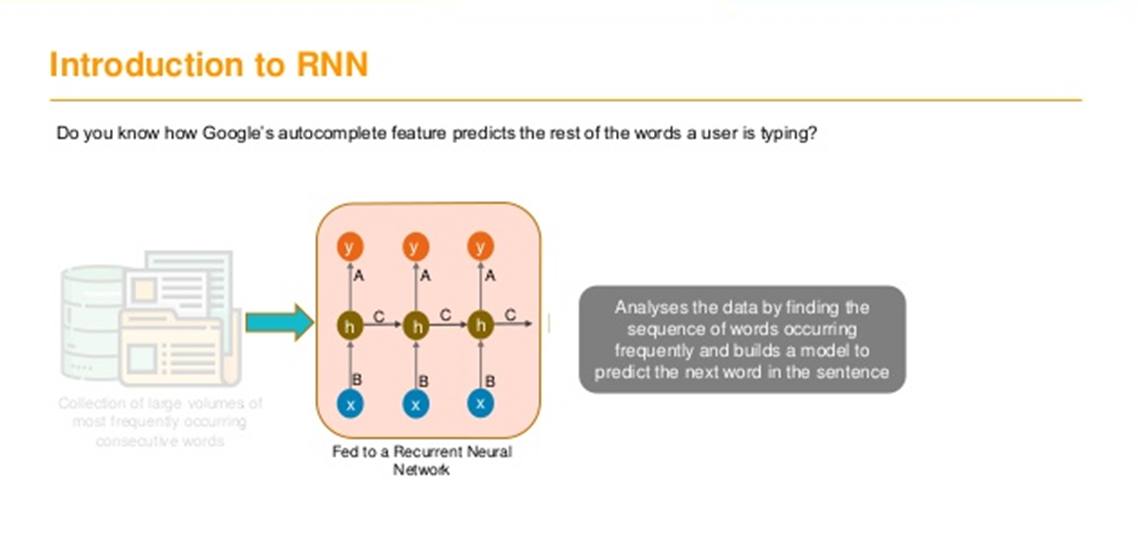 Introduction to RNN
Do you know how Google's autocomplete feature predicts the rest of the words a user is typing?
y y y
A A A
C C C
h h h
B B B
x x x
Collection of large volumes of
most frequently occurring
consecutive words
Fed to a Recurrent Neural
Network
Analyses the data by finding the
sequence of words occurring
frequently and builds a model to
predict the next word in the sentence